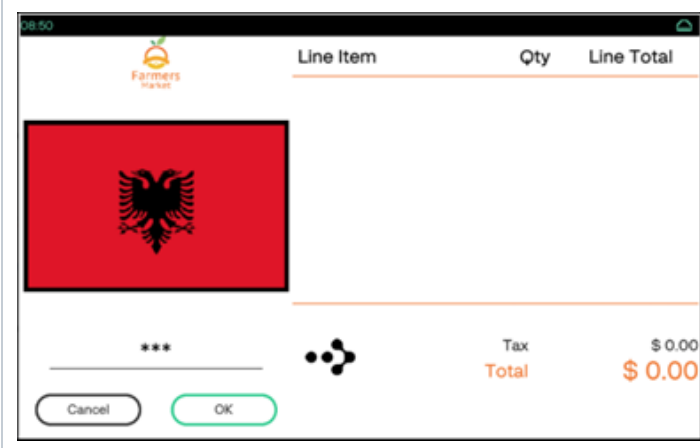 08:50
Farmers
Market
Line Item Qty Line Total
***
Tax $ 0.00
Total $ 0.00
Cancel OK